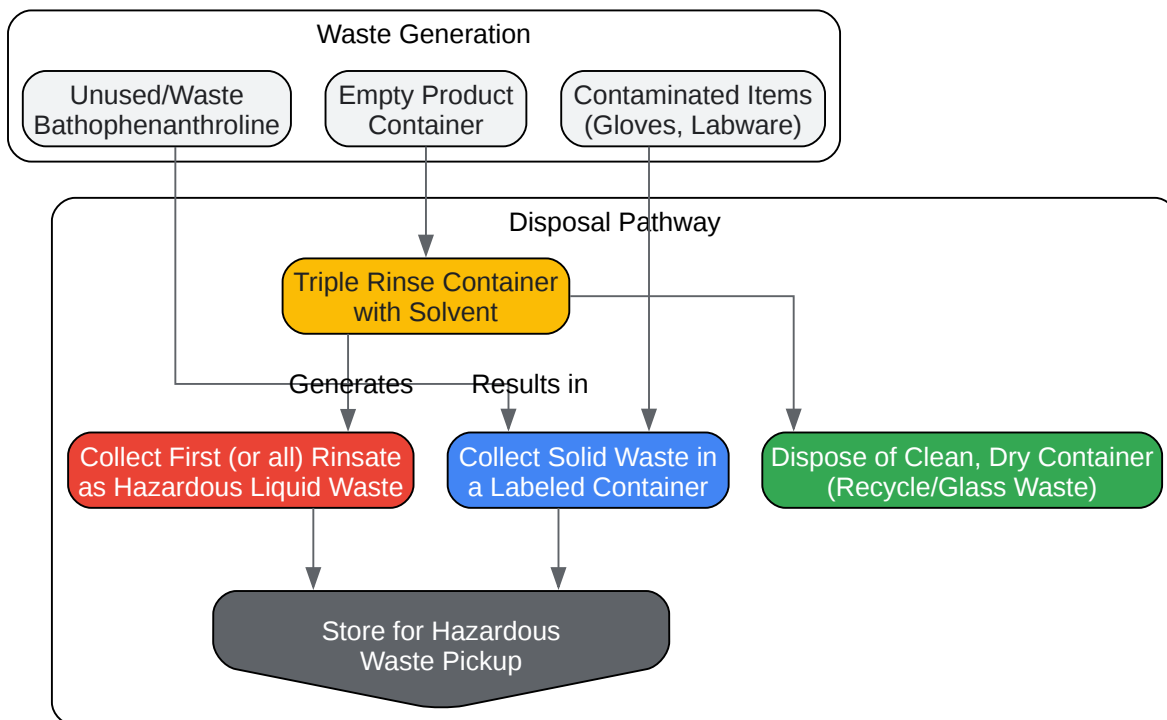 Waste Generation
Unused/Waste
Bathophenanthroline
Empty Product
Container
Contaminated Items
(Gloves, Labware)
Disposal Pathway
Triple Rinse Container
with Solvent
Generates
Results in
Collect First (or all) Rinsate
as Hazardous Liquid Waste
Collect Solid Waste in
a Labeled Container
Dispose of Clean, Dry Container
(Recycle/Glass Waste)
Store for Hazardous
Waste Pickup